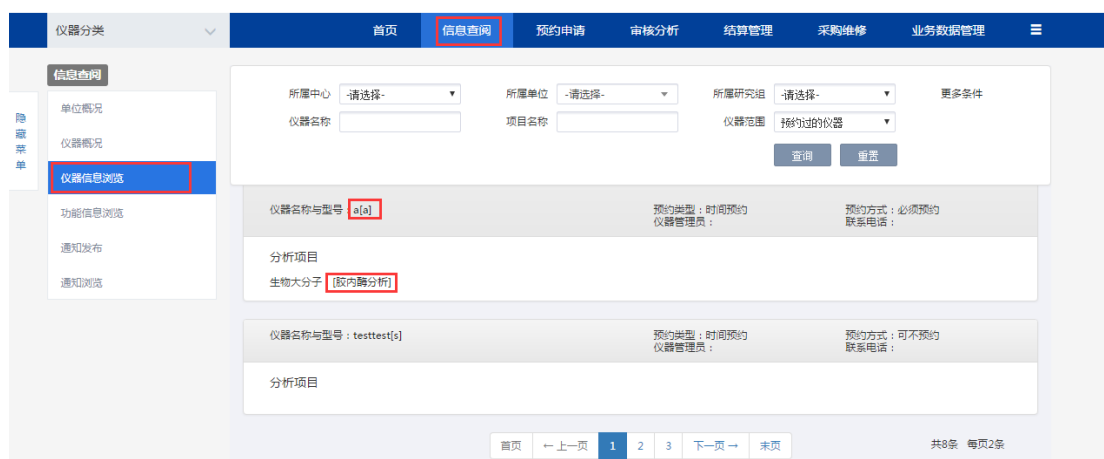 仪器分类 首页 信息查阅 预约申请 审核分析 结算管理 采购维修 业务数据管理
信息查阅
单位概况
仪器概况
仪器信息浏览
功能信息浏览
通知发布
通知浏览
隐藏菜单
所属中心 -请选择- 所属单位 -请选择- 所属研究组 -请选择- 更多条件
仪器名称 项目名称 仪器范围 预约过的仪器
查询 重置
仪器名称与型号：a[a] 预约类型：时间预约 预约方式：必须预约
仪器管理员： 联系电话：
分析项目
生物大分子 [胶内酶分析]
仪器名称与型号：testtest[s] 预约类型：时间预约 预约方式：可不预约
仪器管理员： 联系电话：
分析项目
首页 ←上一页 1 2 3 下一页→ 末页 共8条 每页2条